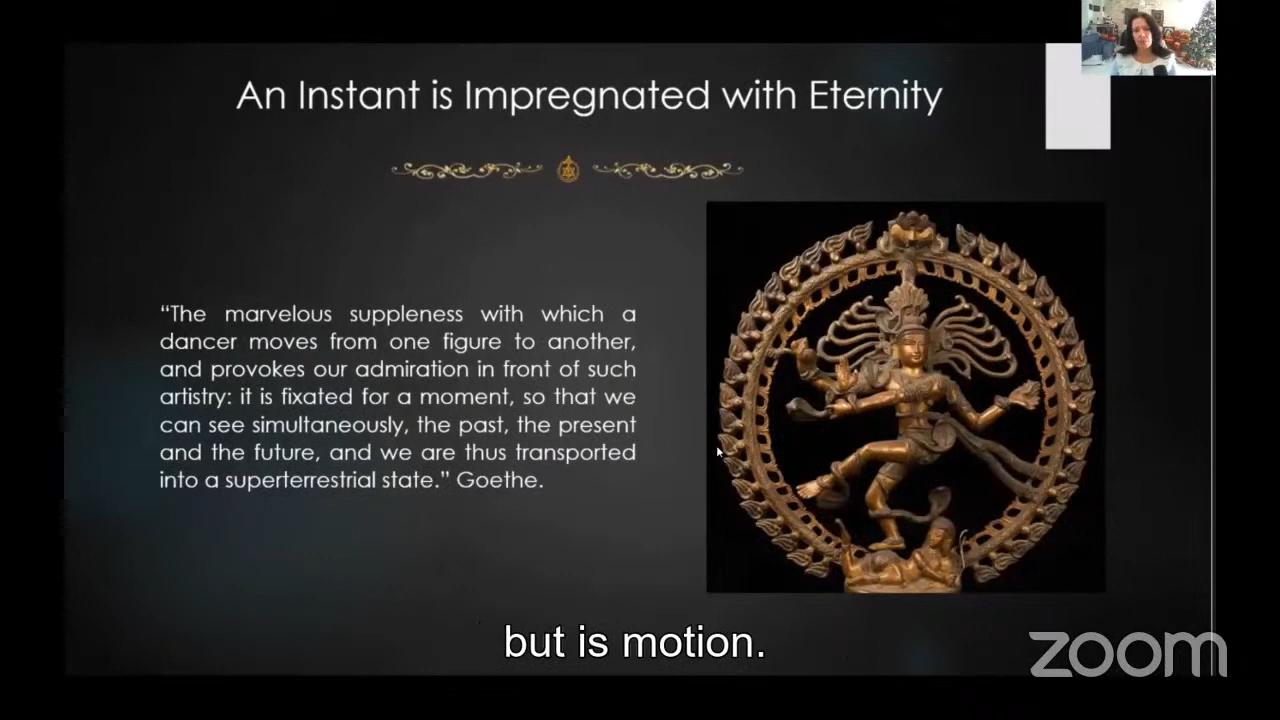 An Instant is Impregnated with Eternity
“The marvelous suppleness with which a
dancer moves from one figure to another,
and provokes our admiration in front of such
artistry: it is fixated for a moment, so that we
can see simultaneously, the past, the present
and the future, and we are thus transported
into a superterrestrial state.” Goethe.
but is motion.
zoom